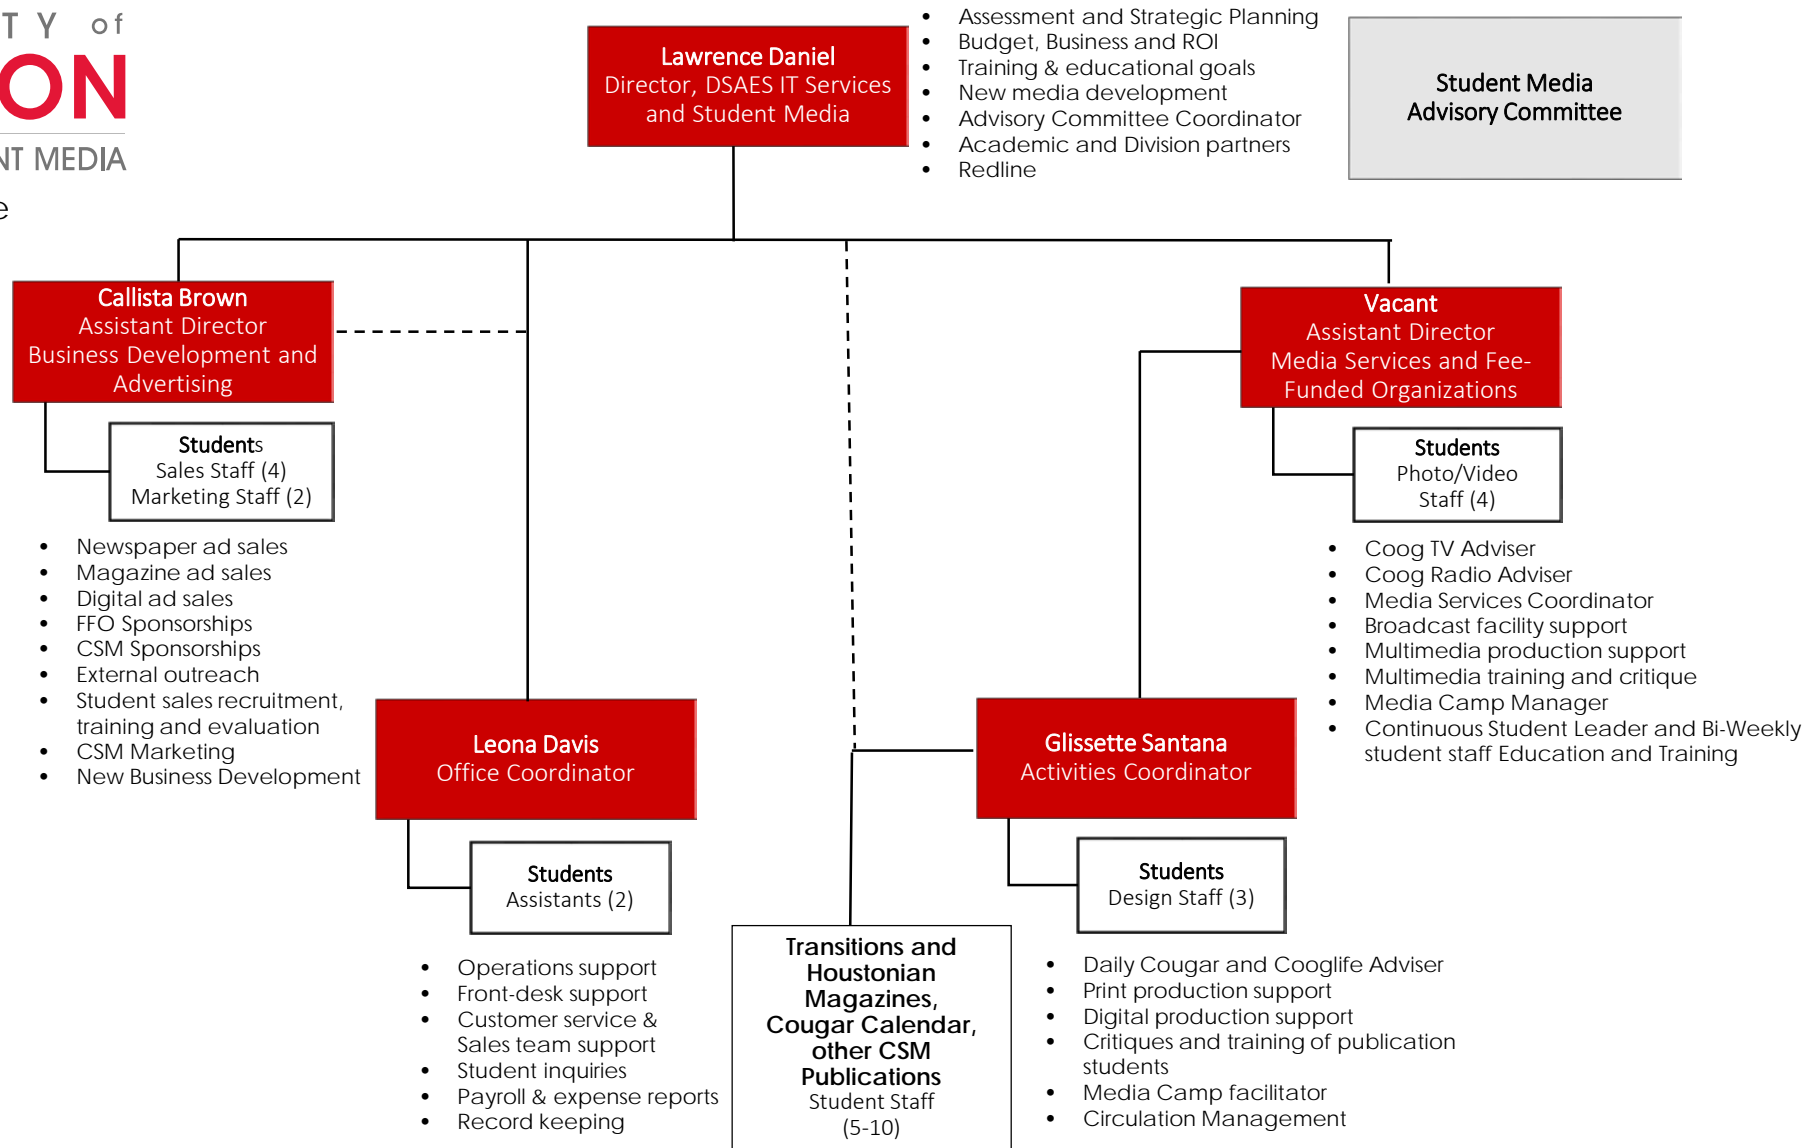 T Y of
ON
NT MEDIA
e
Lawrence Daniel
Director, DSAES IT Services
and Student Media
• Assessment and Strategic Planning
• Budget, Business and ROI
• Training & educational goals
• New media development
• Advisory Committee Coordinator
• Academic and Division partners
• Redline
Student Media
Advisory Committee
Callista Brown
Assistant Director
Business Development and
Advertising
Students
Sales Staff (4)
Marketing Staff (2)
• Newspaper ad sales
• Magazine ad sales
• Digital ad sales
• FFO Sponsorships
• CSM Sponsorships
• External outreach
• Student sales recruitment,
training and evaluation
• CSM Marketing
• New Business Development
Leona Davis
Office Coordinator
Students
Assistants (2)
• Operations support
• Front-desk support
• Customer service &
Sales team support
• Student inquiries
• Payroll & expense reports
• Record keeping
Transitions and
Houstonian
Magazines,
Cougar Calendar,
other CSM
Publications
Student Staff
(5-10)
Glissette Santana
Activities Coordinator
Students
Design Staff (3)
• Daily Cougar and Cooglife Adviser
• Print production support
• Digital production support
• Critiques and training of publication
students
• Media Camp facilitator
• Circulation Management
Vacant
Assistant Director
Media Services and Fee-
Funded Organizations
Students
Photo/Video
Staff (4)
• Coog TV Adviser
• Coog Radio Adviser
• Media Services Coordinator
• Broadcast facility support
• Multimedia production support
• Multimedia training and critique
• Media Camp Manager
• Continuous Student Leader and Bi-Weekly
student staff Education and Training